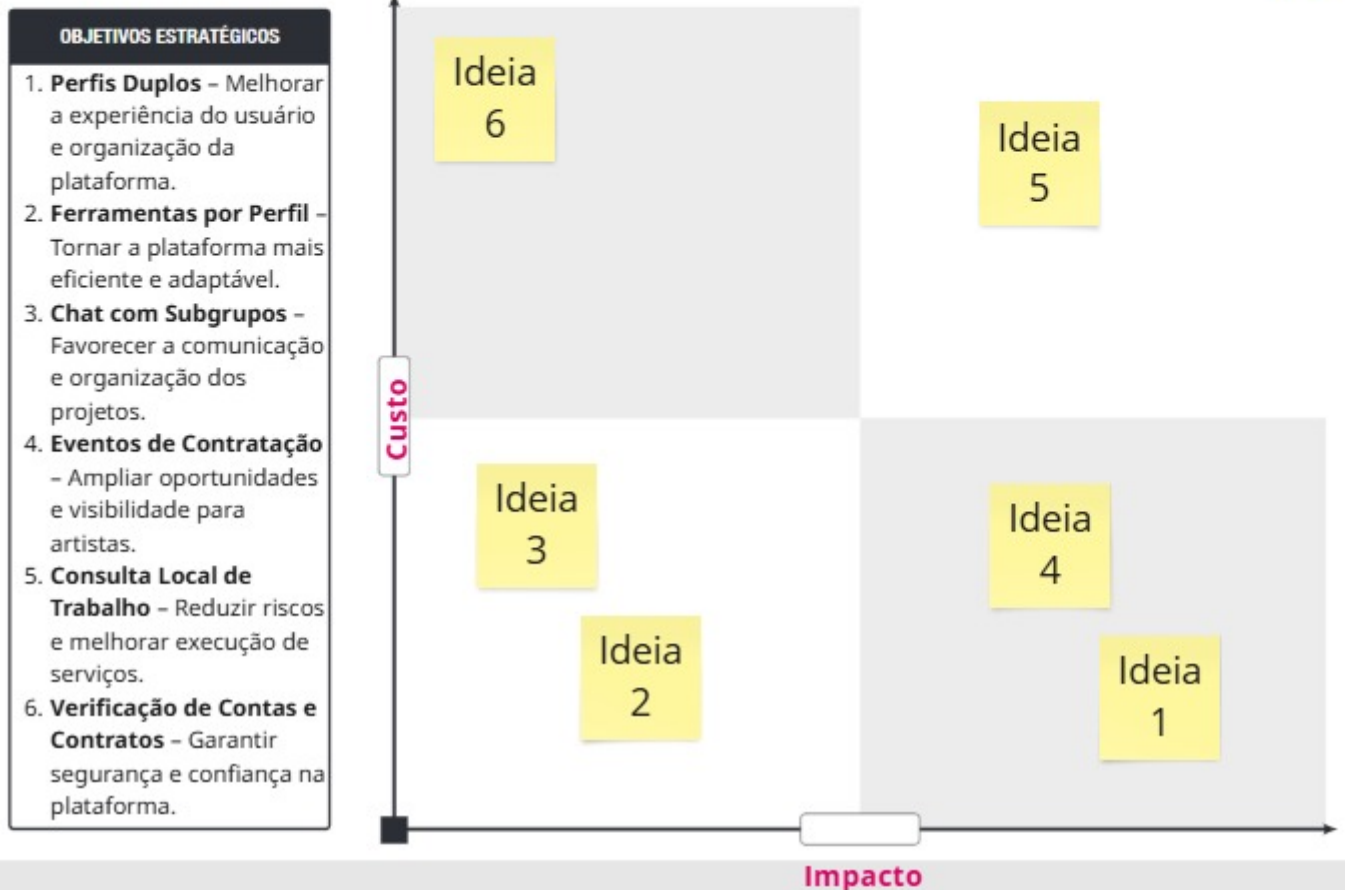 OBJETIVOS ESTRATÉGICOS
1. Perfis Duplos – Melhorar
a experiência do usuário
e organização da
plataforma.
2. Ferramentas por Perfil –
Tornar a plataforma mais
eficiente e adaptável.
3. Chat com Subgrupos –
Favorecer a comunicação
e organização dos
projetos.
4. Eventos de Contratação
– Ampliar oportunidades
e visibilidade para
artistas.
5. Consulta Local de
Trabalho – Reduzir riscos
e melhorar execução de
serviços.
6. Verificação de Contas e
Contratos – Garantir
segurança e confiança na
plataforma.
Custo
Ideia
6
Ideia
5
Ideia
3
Ideia
2
Ideia
4
Ideia
1
Impacto